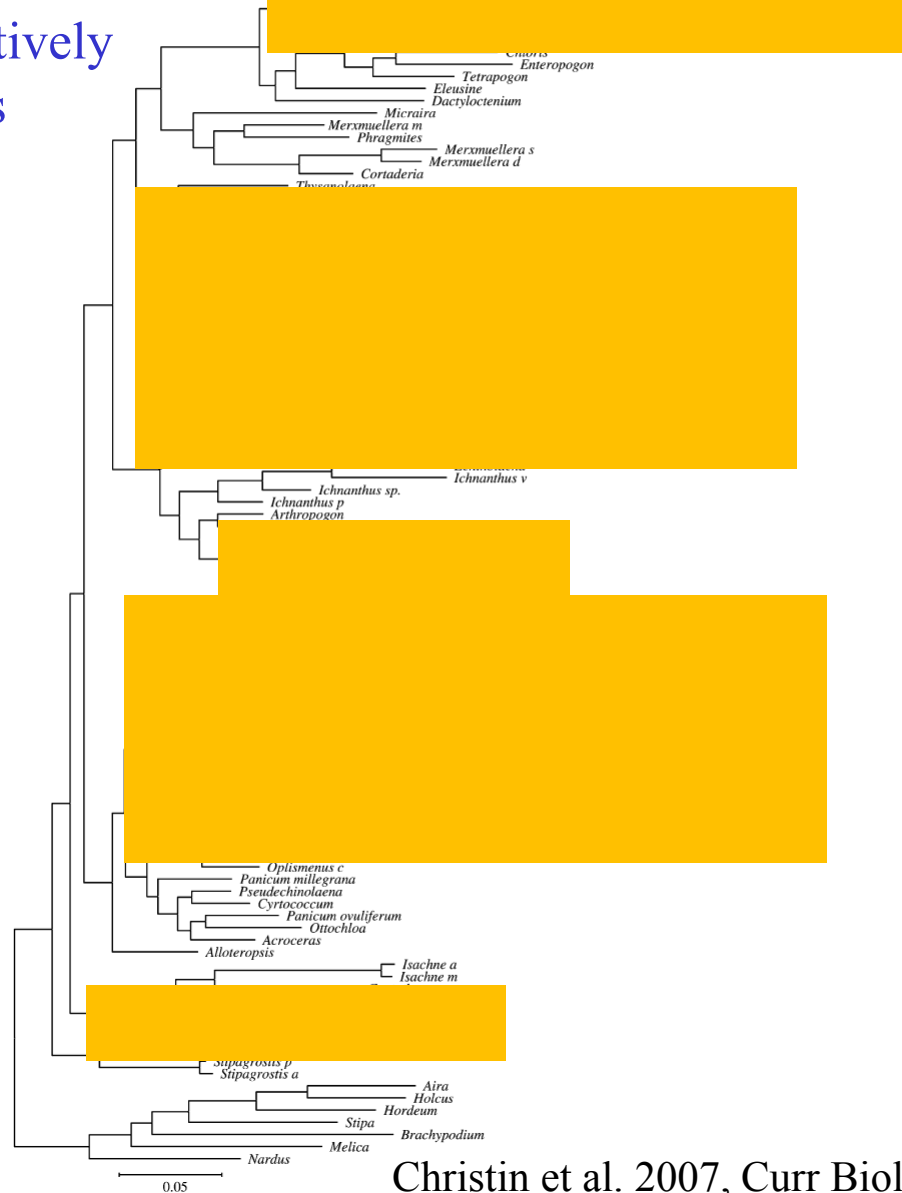 tively
s
Chloris
Enteropogon
Tetrapogon
Eleusine
Dactyloctenium
Micraira
Merxmuellera m
Phragmites
Merxmuellera s
Merxmuellera d
Cortaderia
Thysanolaena
Ichnanthus v
Ichnanthus sp.
Ichnanthus p
Arthropogon
Oplismenus c
Panicum millegrana
Pseudechinolaena
Cyrtococcum
Panicum ovuliferum
Ottochloa
Acroceras
Alloteropsis
Isachne a
Isachne m
Stipagrostis p
Stipagrostis a
Aira
Holcus
Hordeum
Stipa
Brachypodium
Melica
Nardus
0.05
Christin et al. 2007, Curr Biol